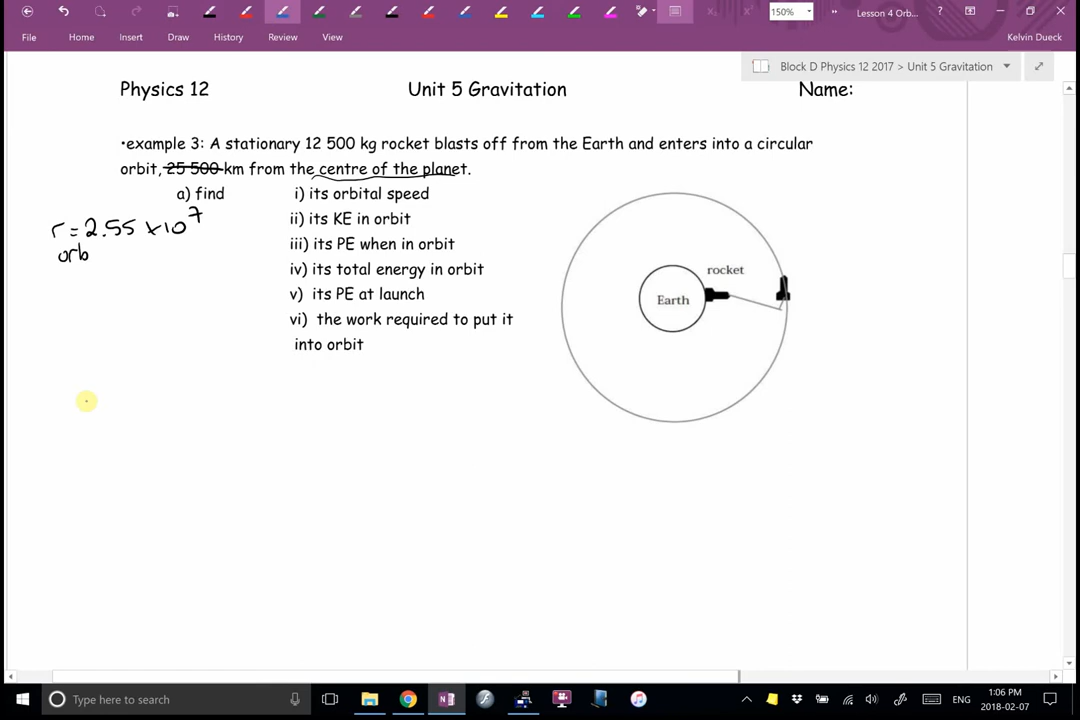 150%
Lesson 4 Orb...
File Home Insert Draw History Review View
Kelvin Dueck
Block D Physics 12 2017 > Unit 5 Gravitation
Physics 12 Unit 5 Gravitation Name:
•example 3: A stationary 12 500 kg rocket blasts off from the Earth and enters into a circular
orbit, 25 500 km from the centre of the planet.
a) find i) its orbital speed
r = 2.55 x10^7
orb
ii) its KE in orbit
iii) its PE when in orbit
iv) its total energy in orbit
v) its PE at launch
vi) the work required to put it
into orbit
rocket
Earth
Type here to search
ENG
1:06 PM
2018-02-07